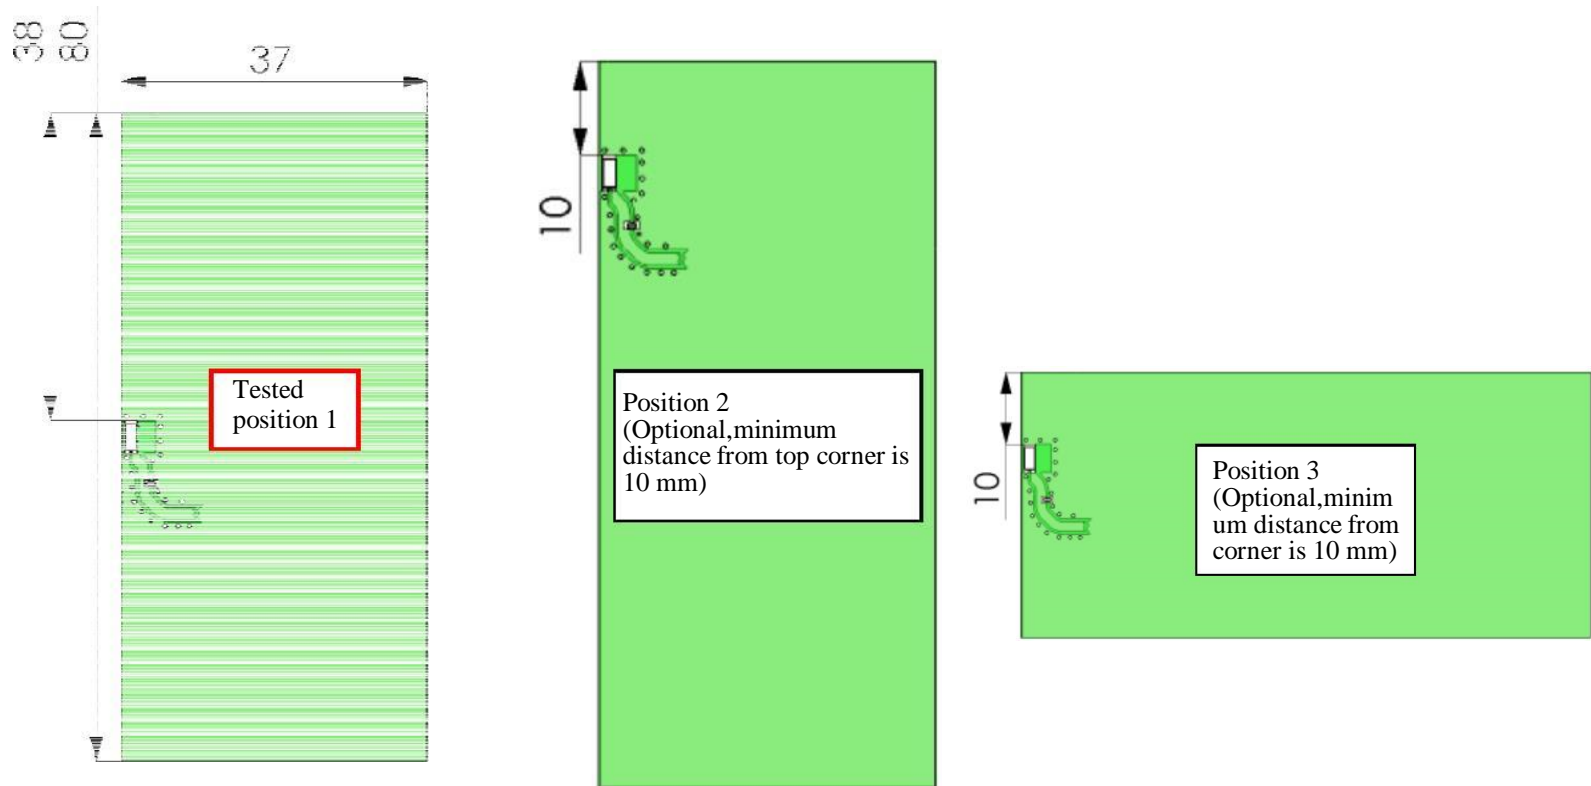 38
80
37
Tested
position 1
10
Position 2
(Optional,minimum
distance from top corner is
10 mm)
10
Position 3
(Optional,minim
um distance from
corner is 10 mm)